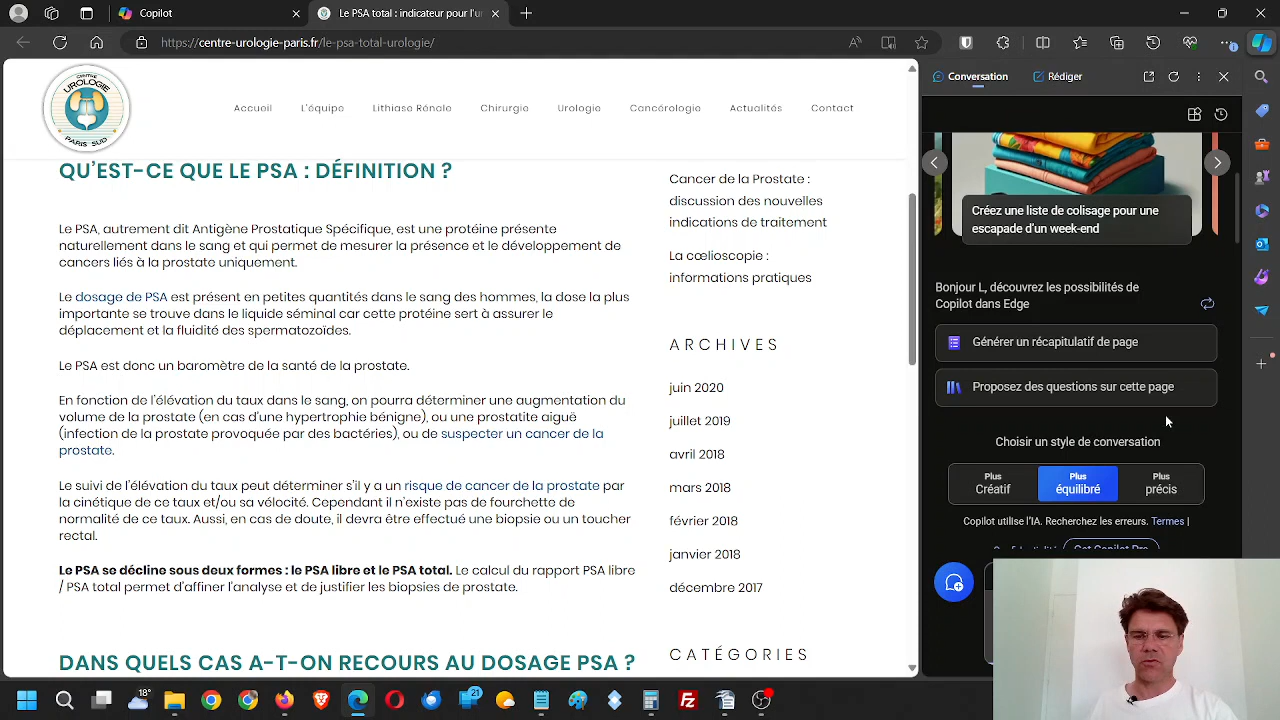 Copilot
Le PSA total : indicateur pour l'ur
https://centre-urologie-paris.fr/le-psa-total-urologie/
CENTRE
UROLOGIE
PARIS SUD
Accueil
L'équipe
Lithiase Rénale
Chirurgie
Urologie
Cancérologie
Actualités
Contact
QU'EST-CE QUE LE PSA : DÉFINITION ?
Le PSA, autrement dit Antigène Prostatique Spécifique, est une protéine présente
naturellement dans le sang et qui permet de mesurer la présence et le développement de
cancers liés à la prostate uniquement.
Le dosage de PSA est présent en petites quantités dans le sang des hommes, la dose la plus
importante se trouve dans le liquide séminal car cette protéine sert à assurer le
déplacement et la fluidité des spermatozoïdes.
Le PSA est donc un baromètre de la santé de la prostate.
En fonction de l'élévation du taux dans le sang, on pourra déterminer une augmentation du
volume de la prostate (en cas d'une hypertrophie bénigne), ou une prostatite aiguë
(infection de la prostate provoquée par des bactéries), ou de suspecter un cancer de la
prostate.
Le suivi de l'élévation du taux peut déterminer s'il y a un risque de cancer de la prostate par
la cinétique de ce taux et/ou sa vélocité. Cependant il n'existe pas de fourchette de
normalité de ce taux. Aussi, en cas de doute, il devra être effectué une biopsie ou un toucher
rectal.
Le PSA se décline sous deux formes : le PSA libre et le PSA total. Le calcul du rapport PSA libre
/ PSA total permet d'affiner l'analyse et de justifier les biopsies de prostate.
DANS QUELS CAS A-T-ON RECOURS AU DOSAGE PSA ?
Cancer de la Prostate :
discussion des nouvelles
indications de traitement
La cœlioscopie :
informations pratiques
ARCHIVES
juin 2020
juillet 2019
avril 2018
mars 2018
février 2018
janvier 2018
décembre 2017
CATÉGORIES
Conversation
Rédiger
Créez une liste de colisage pour une
escapade d'un week-end
Bonjour L, découvrez les possibilités de
Copilot dans Edge
Générer un récapitulatif de page
Proposez des questions sur cette page
Choisir un style de conversation
Plus
Créatif
Plus
équilibré
Plus
précis
Copilot utilise l'IA. Recherchez les erreurs. Termes |
Confidentialité
Get Copilot Pro
18°
21